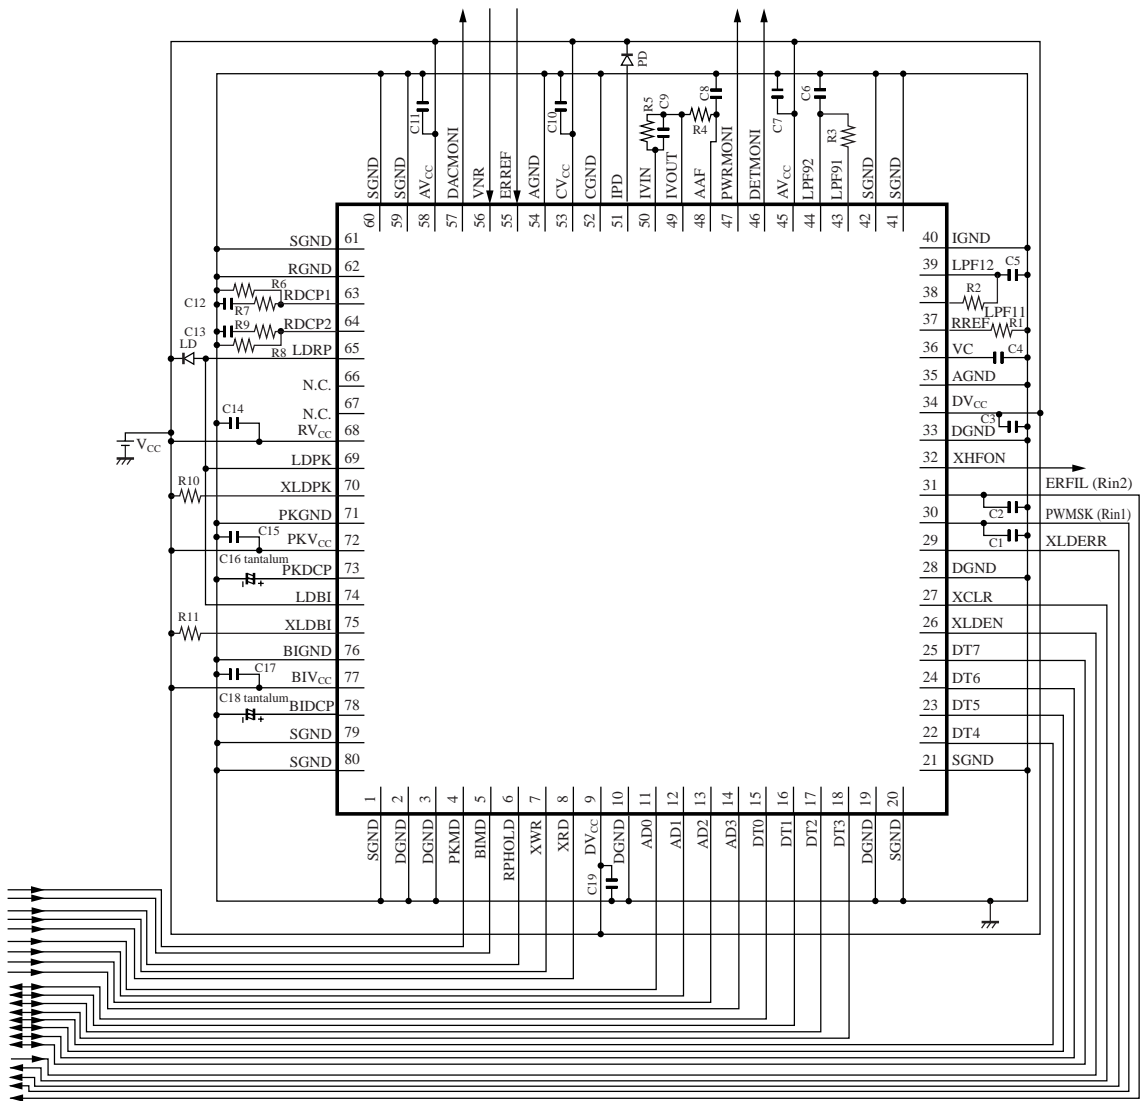 PD
C11
C10
R5
C9
C8
R4
C7
C6
R3
SGND
SGND
AVCC
DACMONI
VNR
ERREF
AGND
CVCC
CGND
IPD
IVIN
IVOUT
AAF
PWRMONI
DETMONI
AVCC
LPF92
LPF91
SGND
SGND
60
59
58
57
56
55
54
53
52
51
50
49
48
47
46
45
44
43
42
41
SGND 61
RGND 62
R6
C12
R7
RDCP1 63
C13
R9
RDCP2 64
LD
R8
LDRP 65
N.C. 66
N.C. 67
C14
RVCC 68
VCC
LDPK 69
R10
XLDPK 70
PKGND 71
C15
PKVCC 72
C16 tantalum
- +
PKDCP 73
LDBI 74
R11
XLDBI 75
BIGND 76
C17
BIVCC 77
C18 tantalum
- +
BIDCP 78
SGND 79
SGND 80
40 IGND
39 LPF12
C5
38
R2
LPF11
37 RREF
R1
36 VC
C4
35 AGND
34 DVCC
C3
33 DGND
32 XHFON
31
ERFIL (Rin2)
C2
30
PWMSK (Rin1)
C1
29
XLDERR
28 DGND
27 XCLR
26 XLDEN
25 DT7
24 DT6
23 DT5
22 DT4
21 SGND
1
2
3
4
5
6
7
8
9
10
11
12
13
14
15
16
17
18
19
20
SGND
DGND
DGND
PKMD
BIMD
RPHOLD
XWR
XRD
DVCC
DGND
AD0
AD1
AD2
AD3
DT0
DT1
DT2
DT3
DGND
SGND
C19